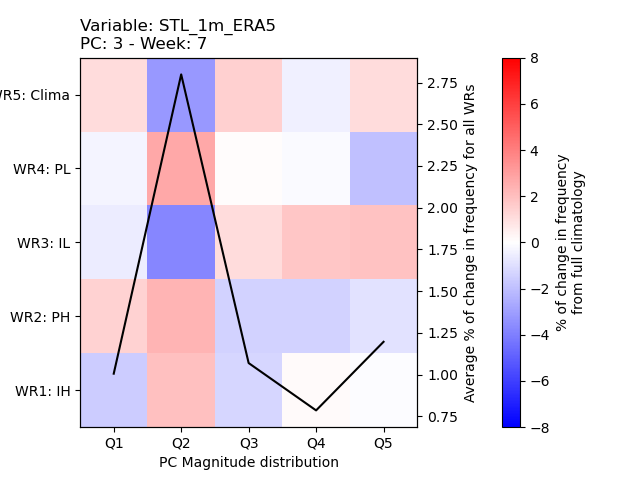 Variable: STL_1m_ERA5
PC: 3 - Week: 7
WR5: Clima
WR4: PL
WR3: IL
WR2: PH
WR1: IH
Q1 Q2 Q3 Q4 Q5
PC Magnitude distribution
2.75
2.50
2.25
2.00
1.75
1.50
1.25
1.00
0.75
Average % of change in frequency for all WRs
8
6
4
2
0
−2
−4
−6
−8
% of change in frequency
from full climatology